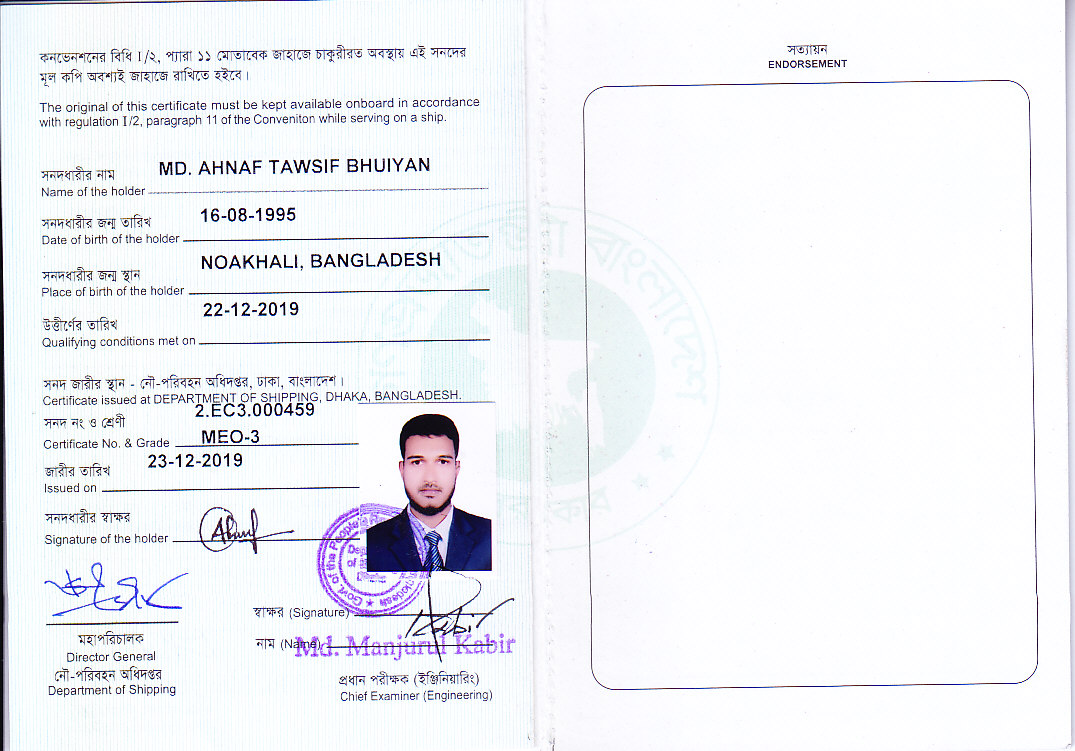 কনভেনশনের বিধি I/২, প্যারা ১১ মোতাবেক জাহাজে চাকুরীরত অবস্থায় এই সনদের
মূল কপি অবশ্যই জাহাজে রাখিতে হইবে।
The original of this certificate must be kept available onboard in accordance
with regulation I/2, paragraph 11 of the Conveniton while serving on a ship.
সনদধারীর নাম
MD. AHNAF TAWSIF BHUIYAN
Name of the holder
সনদধারীর জন্ম তারিখ
16-08-1995
Date of birth of the holder
সনদধারীর জন্ম স্থান
NOAKHALI, BANGLADESH
Place of birth of the holder
উত্তীর্ণের তারিখ
22-12-2019
Qualifying conditions met on
সনদ জারীর স্থান - নৌ-পরিবহন অধিদপ্তর, ঢাকা, বাংলাদেশ।
Certificate issued at DEPARTMENT OF SHIPPING, DHAKA, BANGLADESH.
সনদ নং ও শ্রেণী
2.EC3.000459
Certificate No. & Grade MEO-3
জারীর তারিখ
23-12-2019
Issued on
সনদধারীর স্বাক্ষর
Signature of the holder
Govt. of the People's
স্বাক্ষর (Signature)
Kabir
নাম (Name) Md. Manjurul Kabir
মহাপরিচালক
Director General
নৌ-পরিবহন অধিদপ্তর
Department of Shipping
প্রধান পরীক্ষক (ইঞ্জিনিয়ারিং)
Chief Examiner (Engineering)
সত্যায়ন
ENDORSEMENT